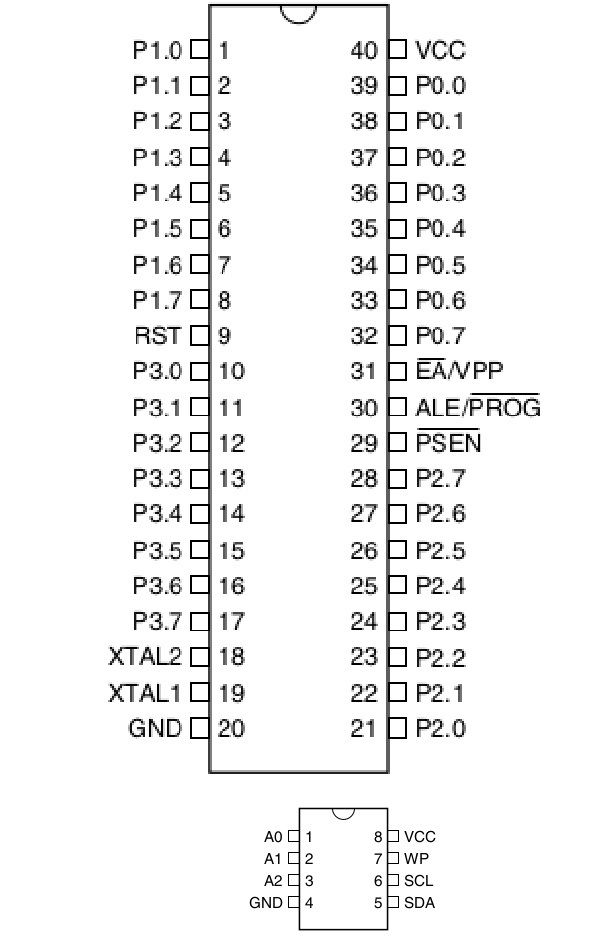 P1.0 1 40 VCC
P1.1 2 39 P0.0
P1.2 3 38 P0.1
P1.3 4 37 P0.2
P1.4 5 36 P0.3
P1.5 6 35 P0.4
P1.6 7 34 P0.5
P1.7 8 33 P0.6
RST 9 32 P0.7
P3.0 10 31 E̅A̅/VPP
P3.1 11 30 ALE/P̅R̅O̅G̅
P3.2 12 29 P̅S̅E̅N̅
P3.3 13 28 P2.7
P3.4 14 27 P2.6
P3.5 15 26 P2.5
P3.6 16 25 P2.4
P3.7 17 24 P2.3
XTAL2 18 23 P2.2
XTAL1 19 22 P2.1
GND 20 21 P2.0
A0 1 8 VCC
A1 2 7 WP
A2 3 6 SCL
GND 4 5 SDA